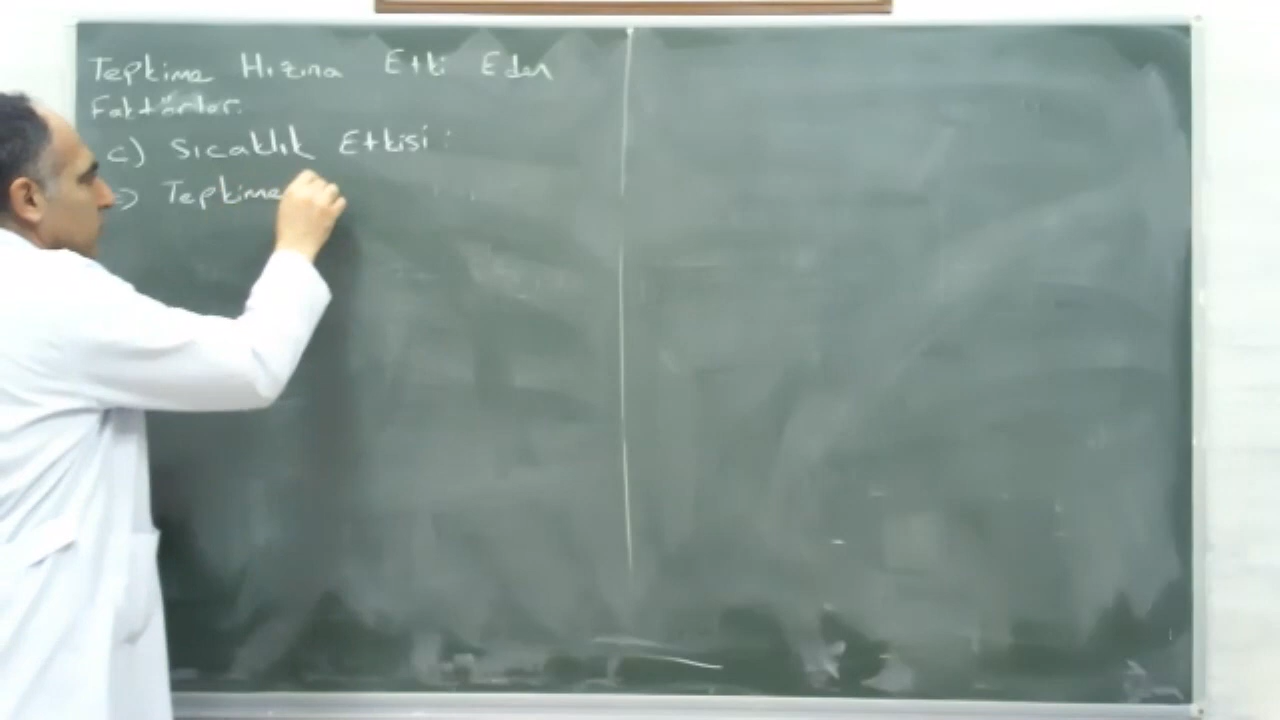 Tepkime Hızına Etki Eden
Faktörler.
c) Sıcaklık Etkisi :
=> Tepkime